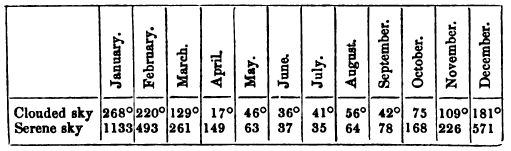 January. February. March. April. May. June. July. August. September. October. November. December.
Clouded sky 268° 220° 129° 17° 46° 36° 41° 56° 42° 75 109° 181°
Serene sky 1133 493 261 149 63 37 35 64 78 168 226 571